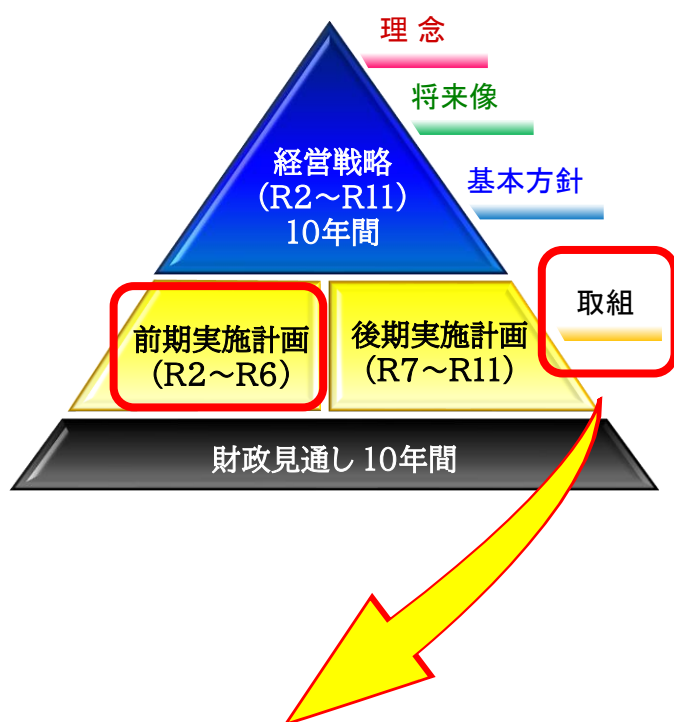 理 念
将来像
経営戦略
(R2～R11)
10年間
基本方針
取組
前期実施計画
(R2～R6)
後期実施計画
(R7～R11)
財政見通し 10年間